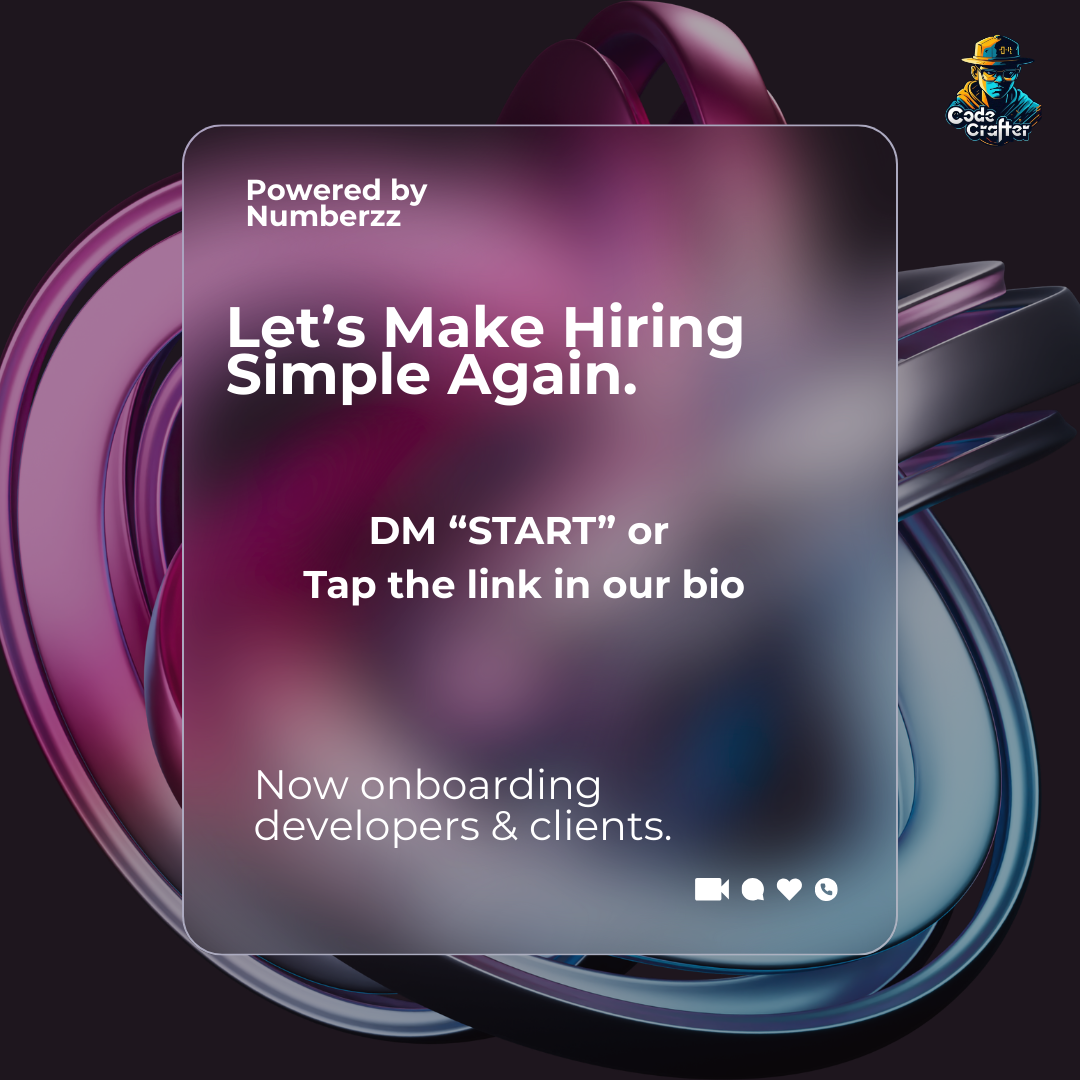 Code
Crafter
Powered by
Numberzz
Let’s Make Hiring
Simple Again.
DM “START” or
Tap the link in our bio
Now onboarding
developers & clients.